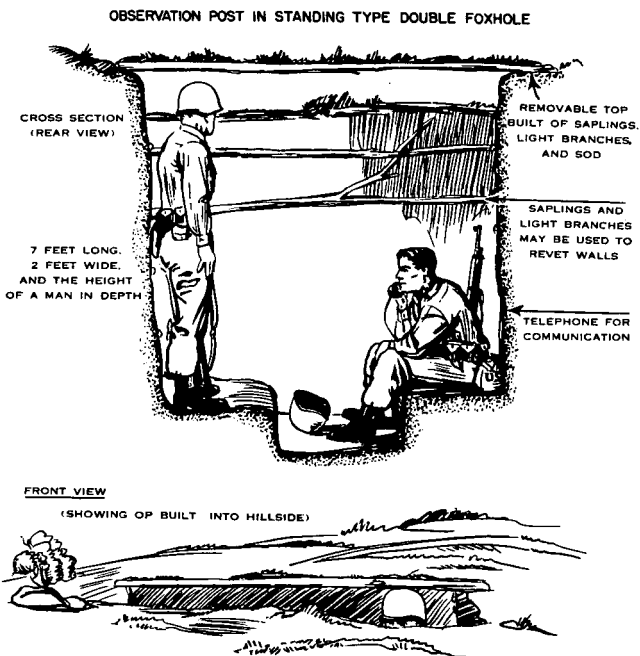 OBSERVATION POST IN STANDING TYPE DOUBLE FOXHOLE
CROSS SECTION
(REAR VIEW)
7 FEET LONG,
2 FEET WIDE,
AND THE HEIGHT
OF A MAN IN DEPTH
REMOVABLE TOP
BUILT OF SAPLINGS,
LIGHT BRANCHES,
AND SOD
SAPLINGS AND
LIGHT BRANCHES
MAY BE USED TO
REVET WALLS
TELEPHONE FOR
COMMUNICATION
FRONT VIEW
(SHOWING OP BUILT INTO HILLSIDE)